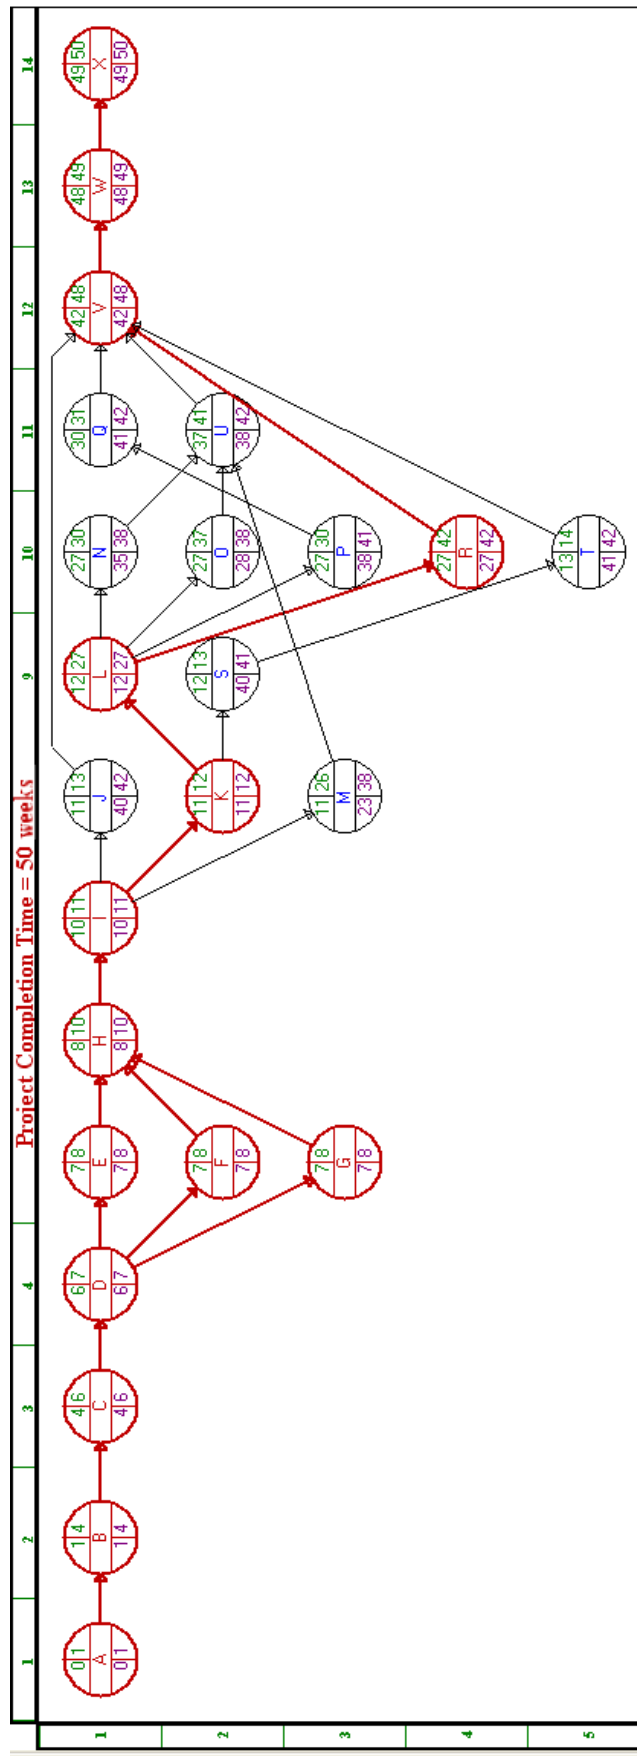 Project Completion Time = 50 weeks
1 2 3 4 9 10 11 12 13 14
0 1 1 4 4 6 6 7 7 8 8 10 10 11 11 13 12 27 27 30 30 31 42 48 48 49 49 50
1 A B C D E H I J L N Q V W X
0 1 1 4 4 6 6 7 7 8 8 10 10 11 40 42 12 27 35 38 41 42 42 48 48 49 49 50
7 8 11 12 12 13 27 37 37 41
2 F K S O U
7 8 11 12 40 41 28 38 38 42
7 8 11 26 27 30
3 G M P
7 8 23 38 38 41
27 42
4 R
27 42
13 14
5 T
41 42